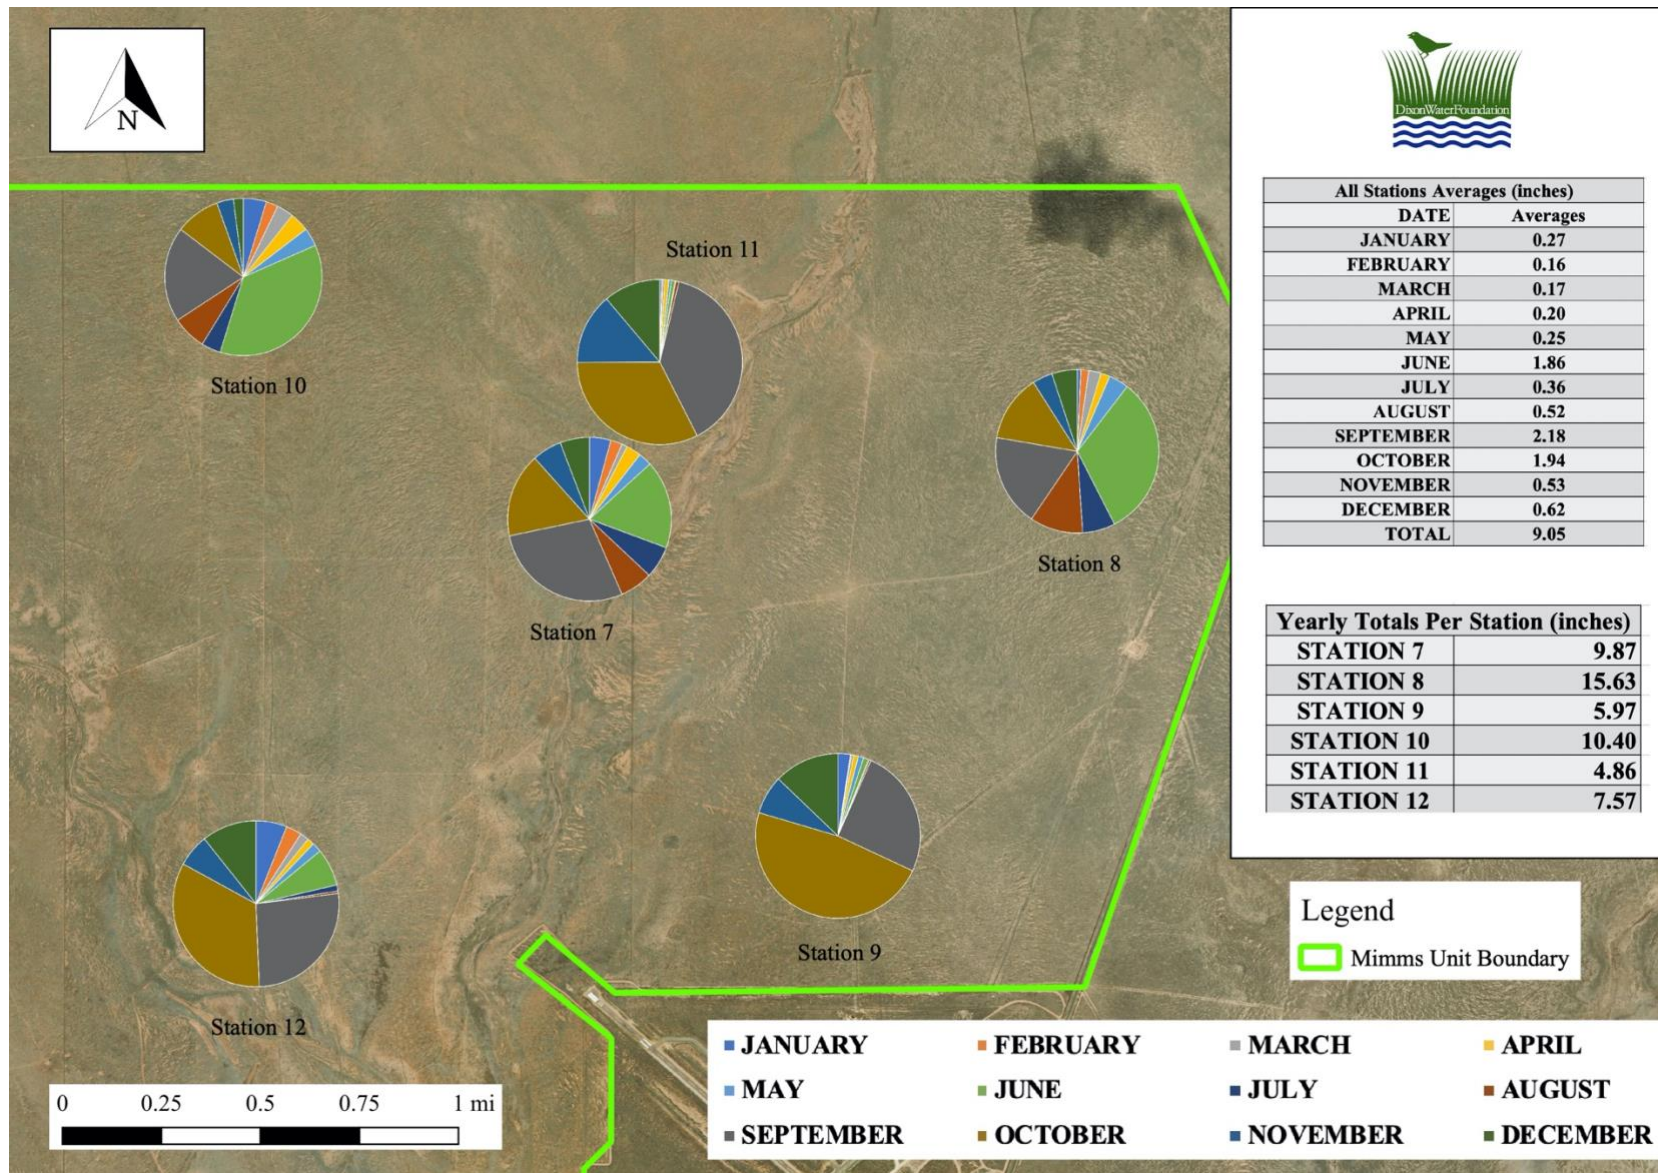 N
Station 10
Station 11
Station 8
Station 7
Station 9
Station 12
DixonWaterFoundation
All Stations Averages (inches)
DATE Averages
JANUARY 0.27
FEBRUARY 0.16
MARCH 0.17
APRIL 0.20
MAY 0.25
JUNE 1.86
JULY 0.36
AUGUST 0.52
SEPTEMBER 2.18
OCTOBER 1.94
NOVEMBER 0.53
DECEMBER 0.62
TOTAL 9.05
Yearly Totals Per Station (inches)
STATION 7 9.87
STATION 8 15.63
STATION 9 5.97
STATION 10 10.40
STATION 11 4.86
STATION 12 7.57
Legend
Mimms Unit Boundary
0 0.25 0.5 0.75 1 mi
JANUARY FEBRUARY MARCH APRIL
MAY JUNE JULY AUGUST
SEPTEMBER OCTOBER NOVEMBER DECEMBER